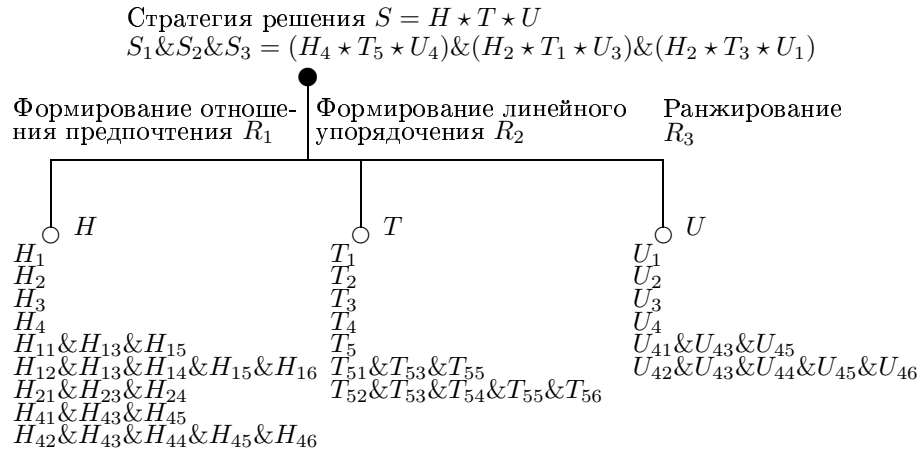 Стратегия решения S = H ⋆ T ⋆ U
S₁&S₂&S₃ = (H₄ ⋆ T₅ ⋆ U₄)&(H₂ ⋆ T₁ ⋆ U₃)&(H₂ ⋆ T₃ ⋆ U₁)
Формирование отноше-
ния предпочтения R₁
Формирование линейного
упорядочения R₂
Ранжирование
R₃
H
H₁
H₂
H₃
H₄
H₁₁&H₁₃&H₁₅
H₁₂&H₁₃&H₁₄&H₁₅&H₁₆
H₂₁&H₂₃&H₂₄
H₄₁&H₄₃&H₄₅
H₄₂&H₄₃&H₄₄&H₄₅&H₄₆
T
T₁
T₂
T₃
T₄
T₅
T₅₁&T₅₃&T₅₅
T₅₂&T₅₃&T₅₄&T₅₅&T₅₆
U
U₁
U₂
U₃
U₄
U₄₁&U₄₃&U₄₅
U₄₂&U₄₃&U₄₄&U₄₅&U₄₆